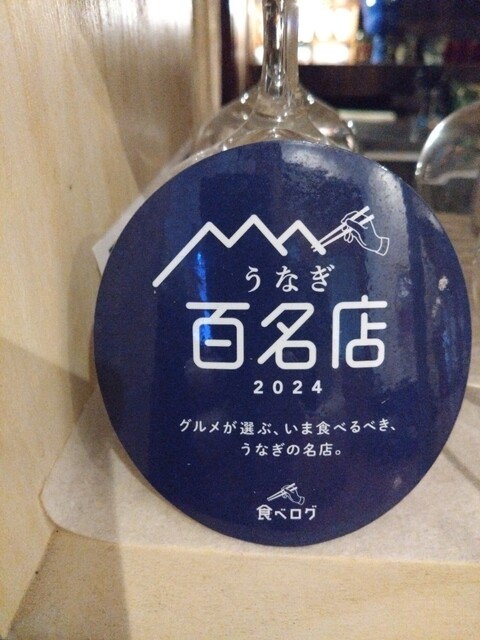 うなぎ
百名店
2024
グルメが選ぶ、いま食べるべき、
うなぎの名店。
食べログ